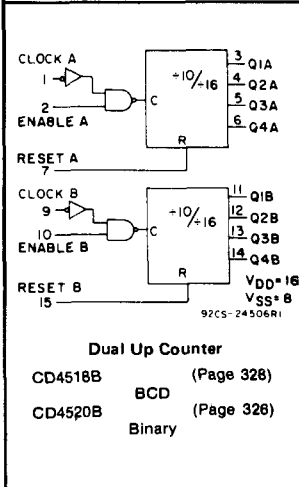 CLOCK A
1
2
ENABLE A
C
÷10/÷16
R
3 Q1A
4 Q2A
5 Q3A
6 Q4A
RESET A
7
CLOCK B
9
10
ENABLE B
C
÷10/÷16
R
11 Q1B
12 Q2B
13 Q3B
14 Q4B
RESET B
15
VDD=16
VSS=8
92CS-24506R1
Dual Up Counter
CD4518B (Page 328)
BCD
CD4520B (Page 326)
Binary